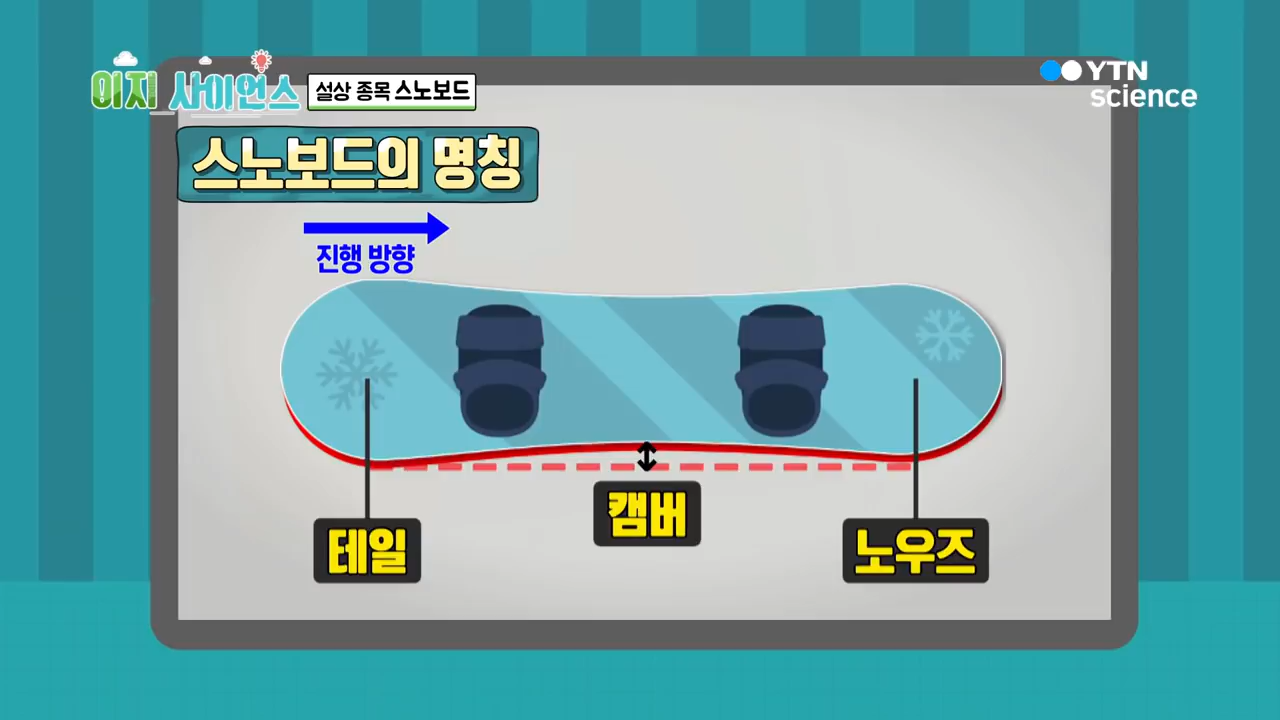 이지 사이언스
설상 종목 스노보드
YTN
science
스노보드의 명칭
진행 방향
캠버
테일
노우즈